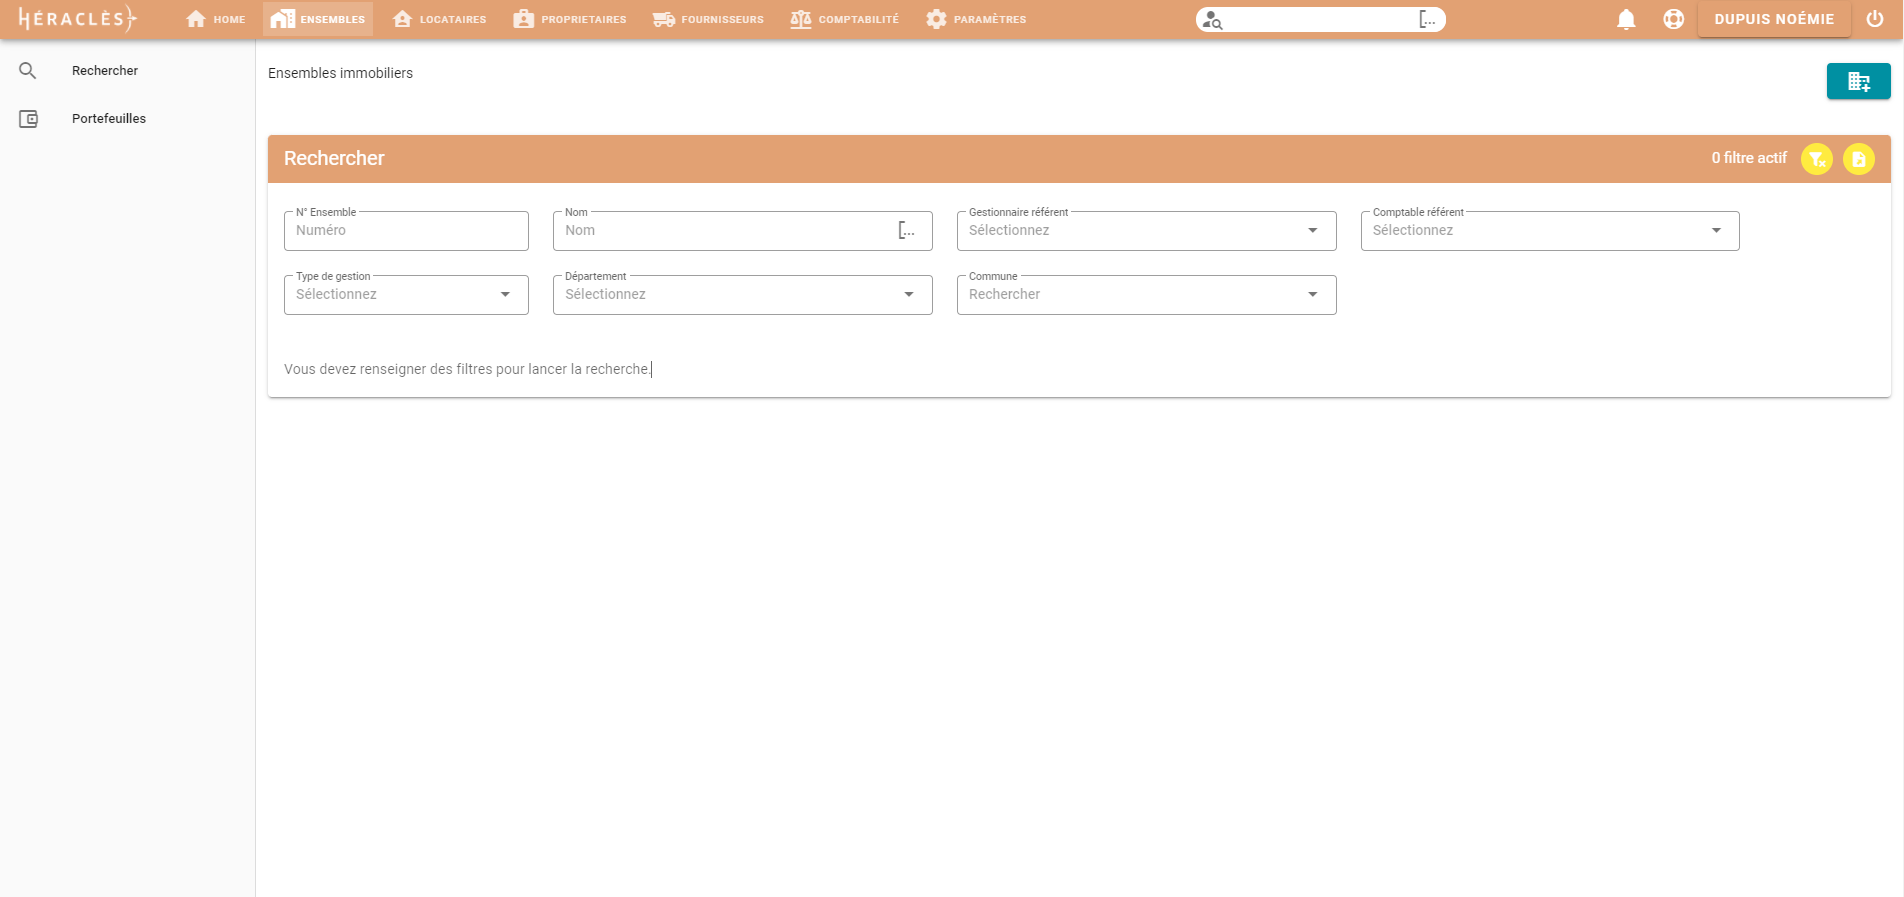 HÉRACLÈS
HOME
ENSEMBLES
LOCATAIRES
PROPRIETAIRES
FOURNISSEURS
COMPTABILITÉ
PARAMÈTRES
[...
DUPUIS NOÉMIE
Rechercher
Portefeuilles
Ensembles immobiliers
Rechercher
0 filtre actif
N° Ensemble
Numéro
Nom
Nom
[...
Gestionnaire référent
Sélectionnez
Comptable référent
Sélectionnez
Type de gestion
Sélectionnez
Département
Sélectionnez
Commune
Rechercher
Vous devez renseigner des filtres pour lancer la recherche.